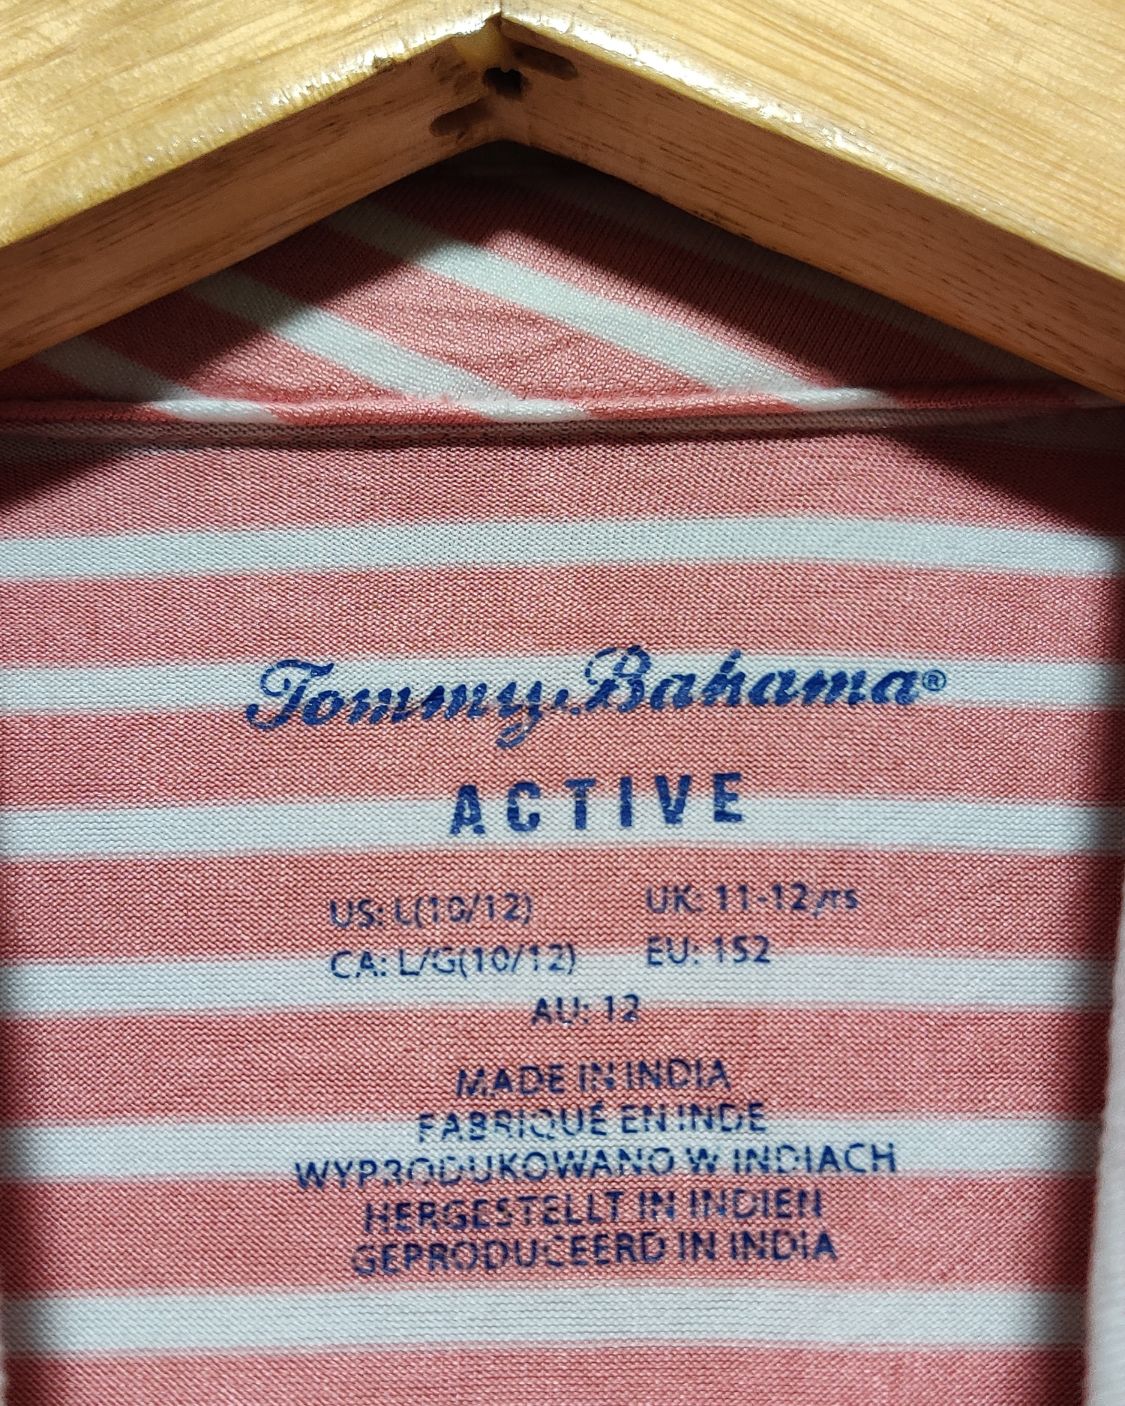 Tommy Bahama®
ACTIVE
US: L(10/12) UK: 11-12yrs
CA: L/G(10/12) EU: 152
AU: 12
MADE IN INDIA
FABRIQUÉ EN INDE
WYPRODUKOWANO W INDIACH
HERGESTELLT IN INDIEN
GEPRODUCEERD IN INDIA